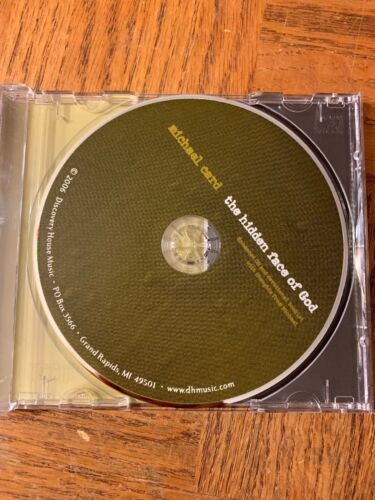 michael card
the hidden face of God
© 2006 Discovery House Music • PO Box 3566 • Grand Rapids, MI 49501 • www.dhmusic.com